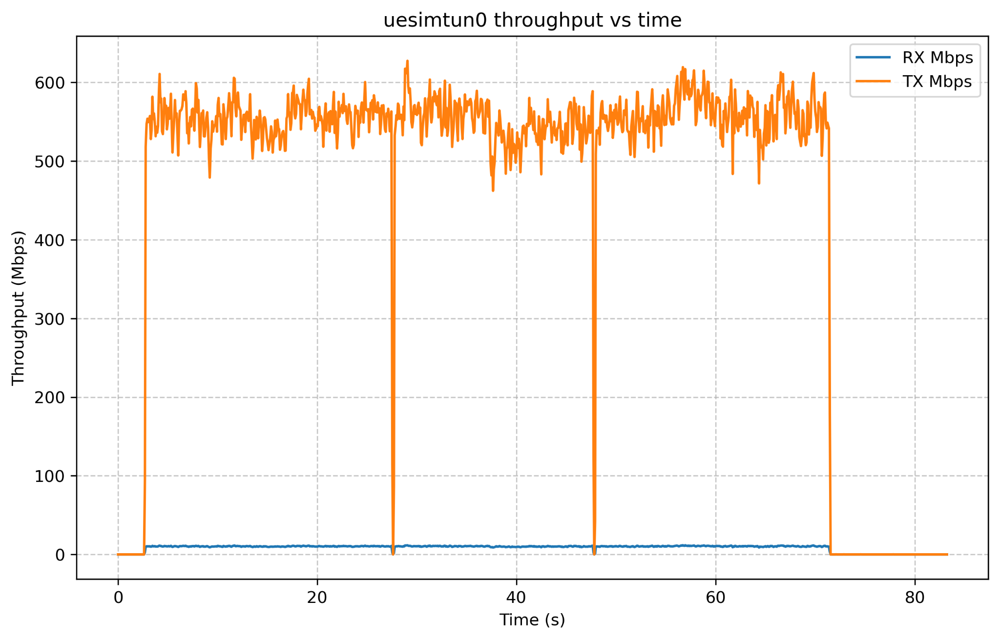 uesimtun0 throughput vs time
RX Mbps
TX Mbps
Throughput (Mbps)
600
500
400
300
200
100
0
0 20 40 60 80
Time (s)